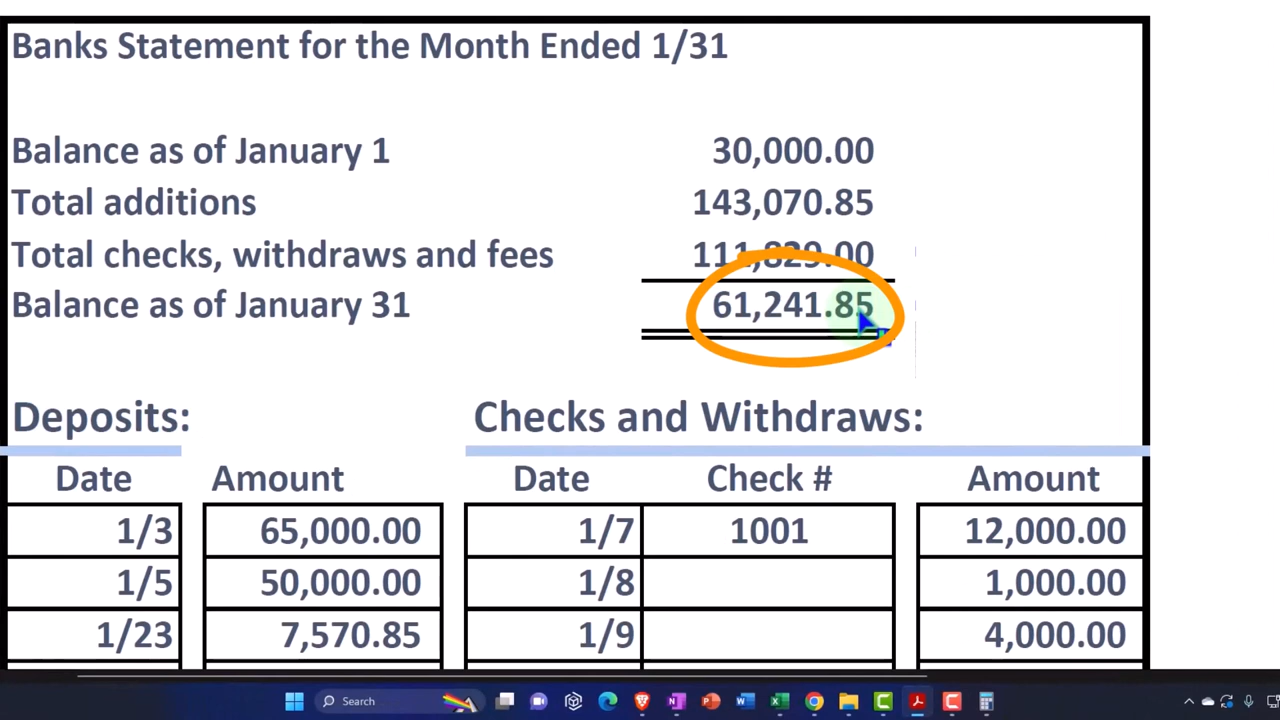 Banks Statement for the Month Ended 1/31
Balance as of January 1 30,000.00
Total additions 143,070.85
Total checks, withdraws and fees 111,829.00
Balance as of January 31 61,241.85
Deposits: Checks and Withdraws:
Date Amount Date Check # Amount
1/3 65,000.00 1/7 1001 12,000.00
1/5 50,000.00 1/8 1,000.00
1/23 7,570.85 1/9 4,000.00
Search